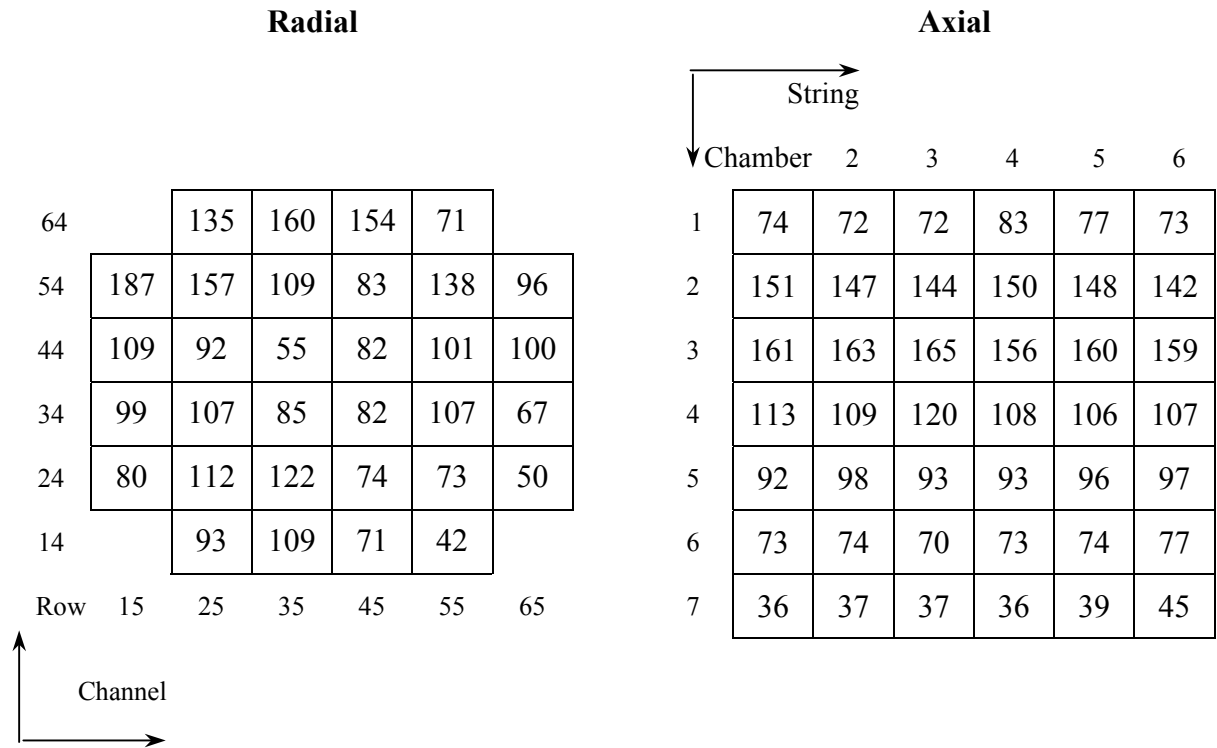 Radial Axial
String
Chamber 2 3 4 5 6
64 135 160 154 71 1 74 72 72 83 77 73
54 187 157 109 83 138 96 2 151 147 144 150 148 142
44 109 92 55 82 101 100 3 161 163 165 156 160 159
34 99 107 85 82 107 67 4 113 109 120 108 106 107
24 80 112 122 74 73 50 5 92 98 93 93 96 97
14 93 109 71 42 6 73 74 70 73 74 77
Row 15 25 35 45 55 65 7 36 37 37 36 39 45
Channel